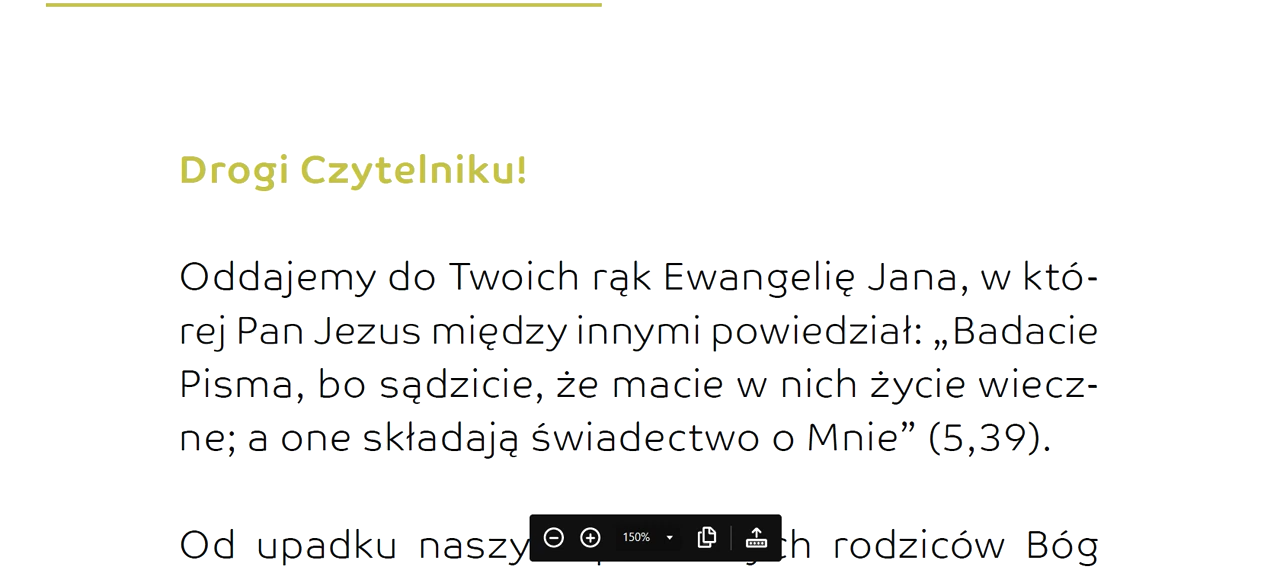 Drogi Czytelniku!
Oddajemy do Twoich rąk Ewangelię Jana, w któ-
rej Pan Jezus między innymi powiedział: „Badacie
Pisma, bo sądzicie, że macie w nich życie wiecz-
ne; a one składają świadectwo o Mnie” (5,39).
Od upadku rodziców Bóg
150%